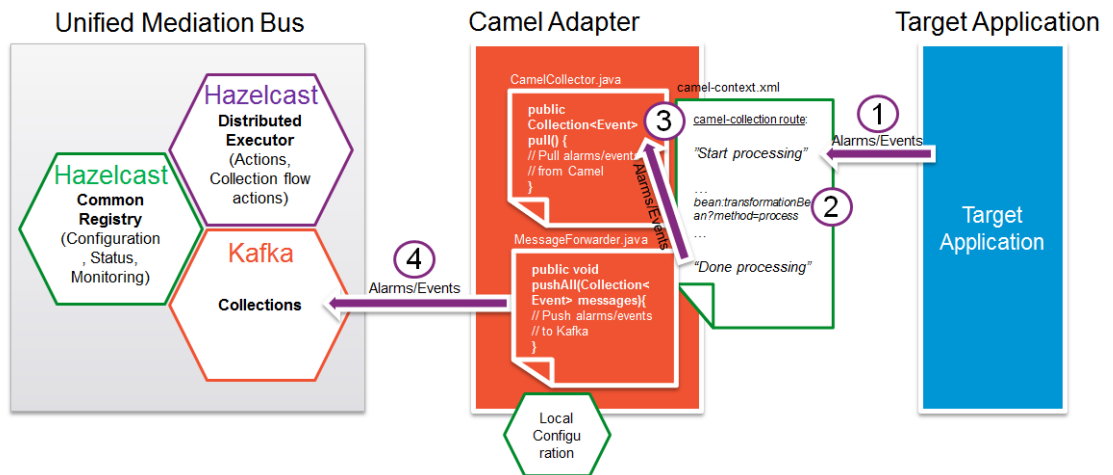 Unified Mediation Bus
Camel Adapter
Target Application
Hazelcast
Distributed
Executor
(Actions,
Collection flow
actions)
Hazelcast
Common
Registry
(Configuration
, Status,
Monitoring)
Kafka
Collections
4
Alarms/Events
CamelCollector.java
public
Collection<Event>
pull() {
// Pull alarms/events
// from Camel
}
3
Alarms/Events
MessageForwarder.java
public void
pushAll(Collection<
Event> messages){
// Push alarms/events
// to Kafka
}
Local
Configu
ration
camel-context.xml
camel-collection route:
"Start processing"
…
bean:transformationBe
an?method=process
…
"Done processing"
2
1
Alarms/Events
Target
Application